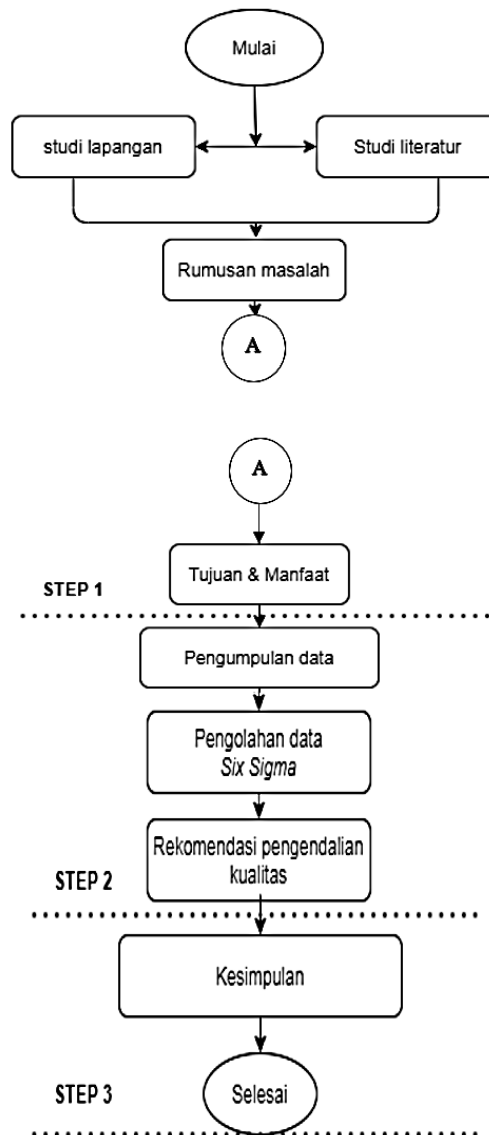 Mulai
studi lapangan
Studi literatur
Rumusan masalah
A
A
Tujuan & Manfaat
STEP 1
Pengumpulan data
Pengolahan data
Six Sigma
Rekomendasi pengendalian
kualitas
STEP 2
Kesimpulan
Selesai
STEP 3